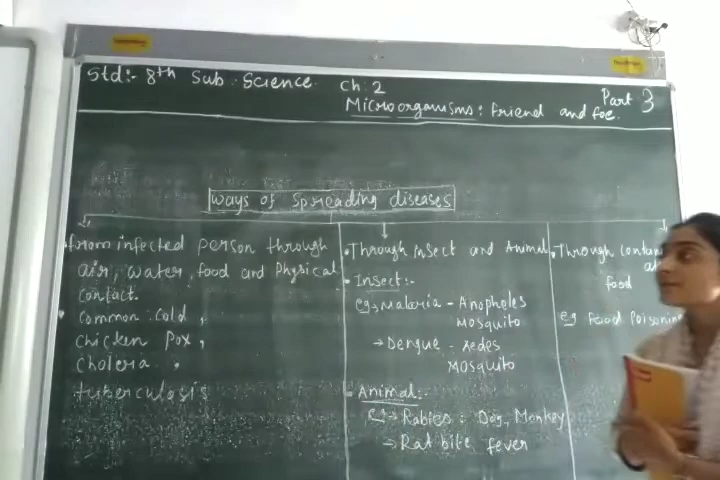 Std:- 8th Sub: Science. Ch: 2 Part 3
Microorganisms: Friend and foe.
Ways of Spreading diseases
• From infected person through
air, water, food and Physical
contact.
• Common cold,
chicken Pox,
Cholera,
tuberculosis
• Through Insect and Animal
• Insect:-
eg→ Malaria - Anopholes
Mosquito
→ Dengue - Aedes
Mosquito
• Animal:-
eg→ Rabies: Dog, Monkey
→ Rat bite fever
• Through
food
eg Food Poisoning